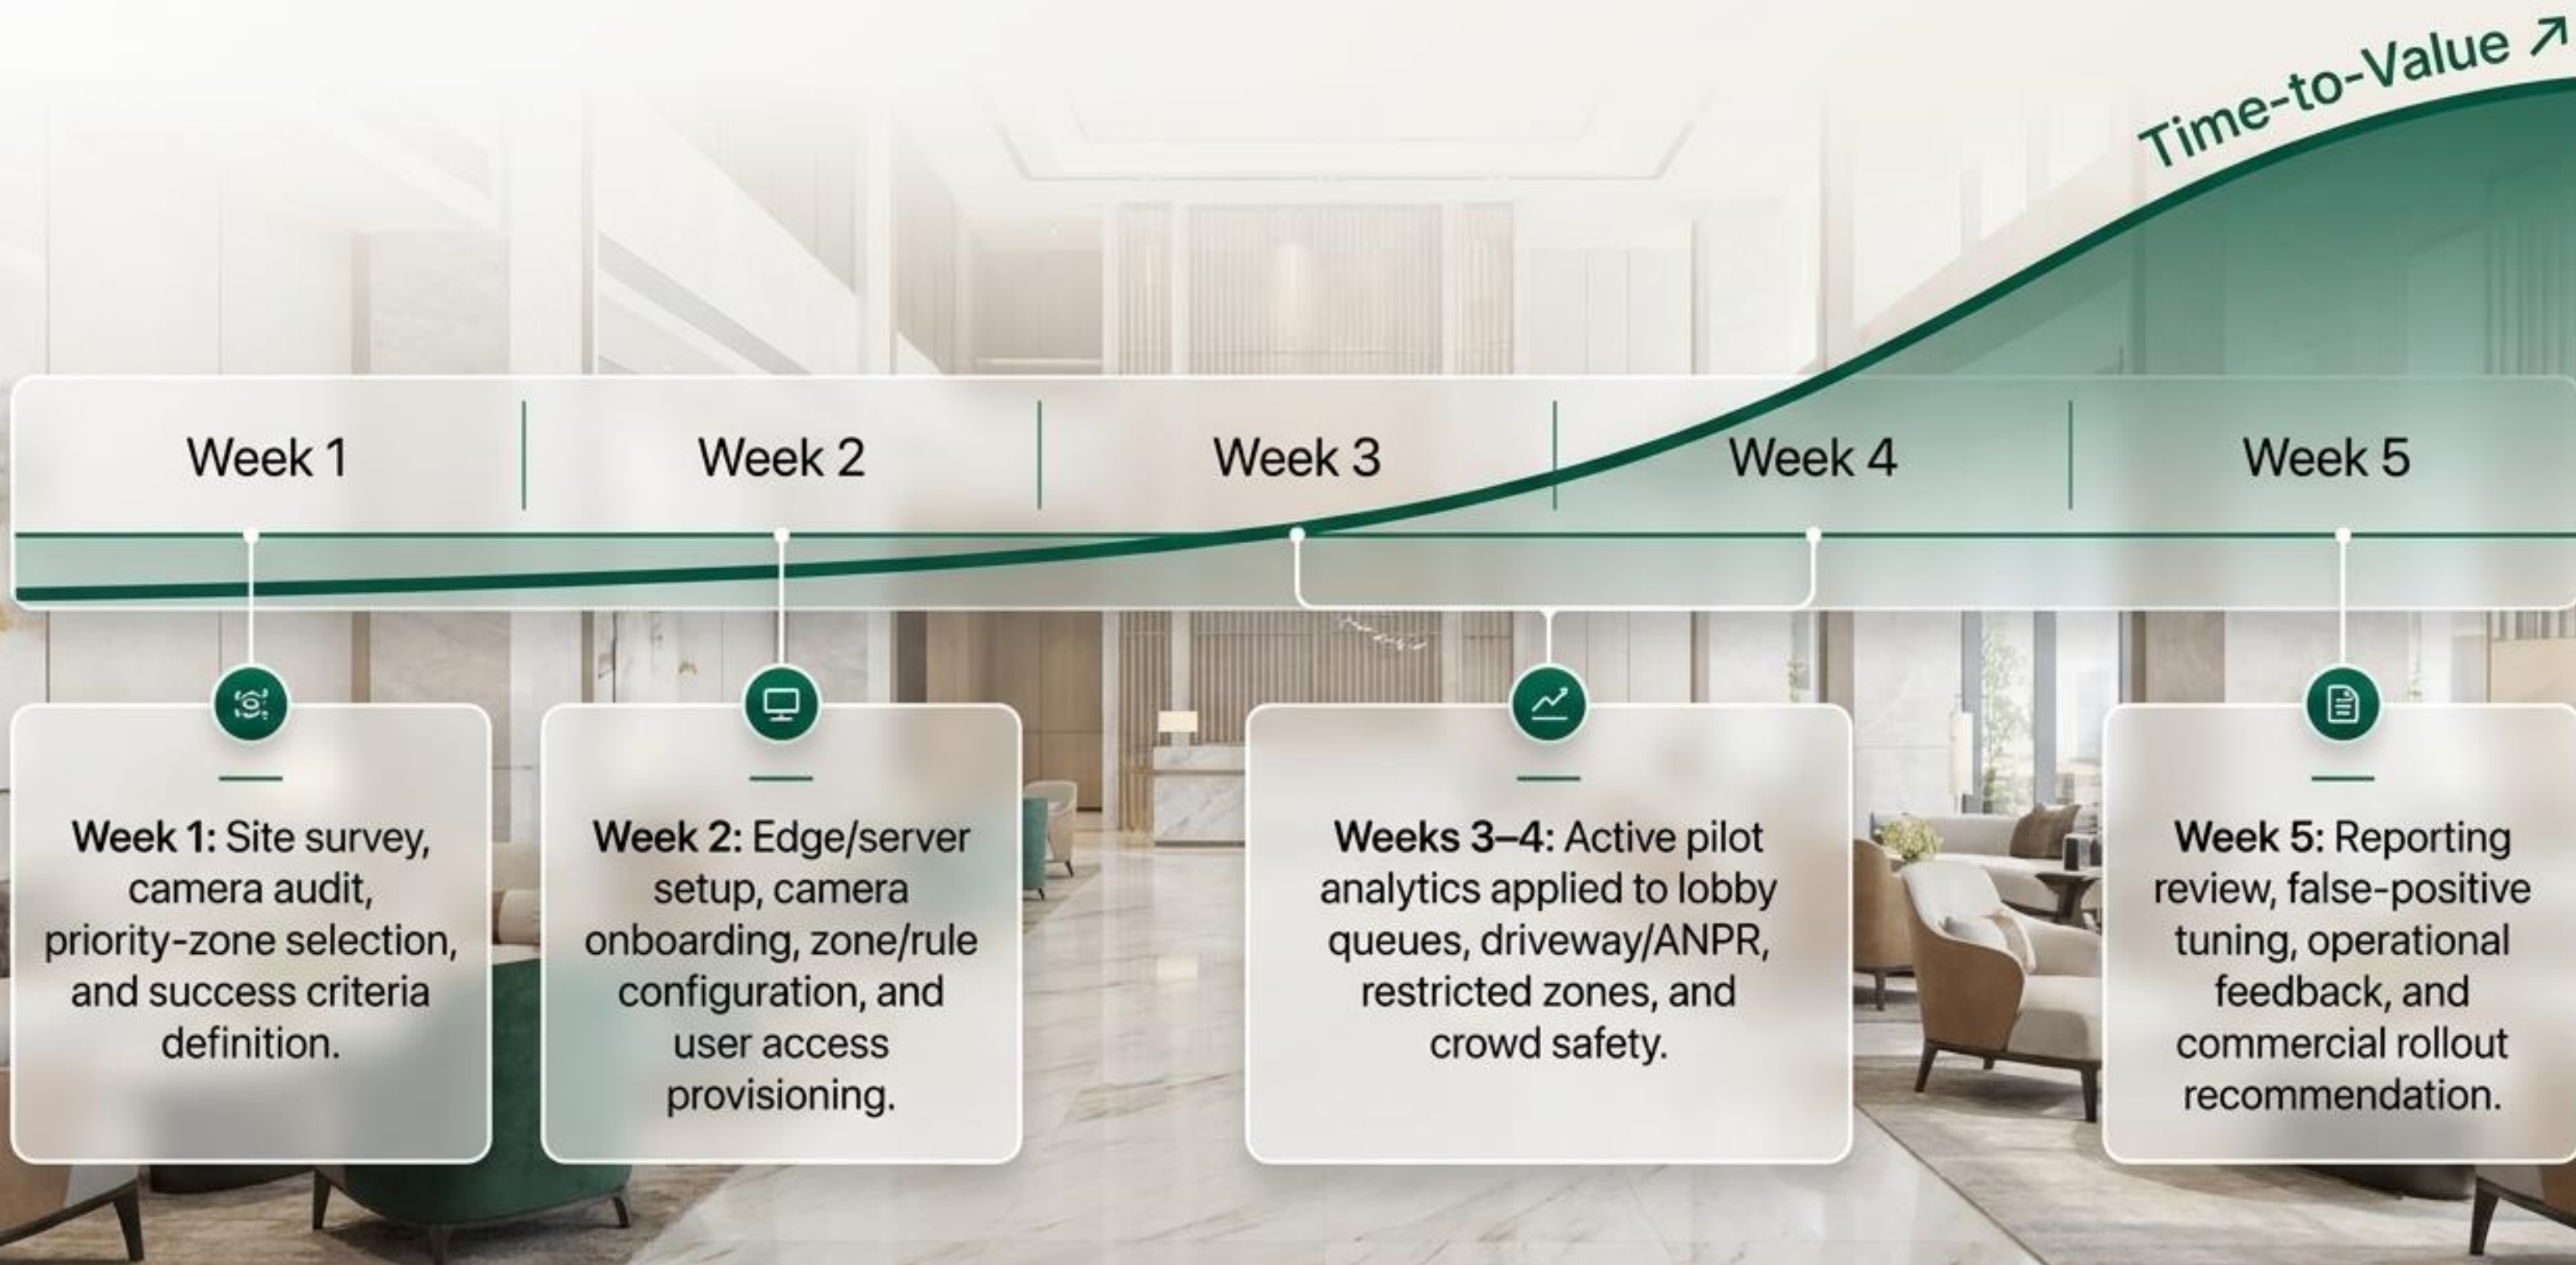 Time-to-Value ↗
Week 1
Week 2
Week 3
Week 4
Week 5
Week 1: Site survey,
camera audit,
priority-zone selection,
and success criteria
definition.
Week 2: Edge/server
setup, camera
onboarding, zone/rule
configuration, and
user access
provisioning.
Weeks 3–4: Active pilot
analytics applied to lobby
queues, driveway/ANPR,
restricted zones, and
crowd safety.
Week 5: Reporting
review, false-positive
tuning, operational
feedback, and
commercial rollout
recommendation.